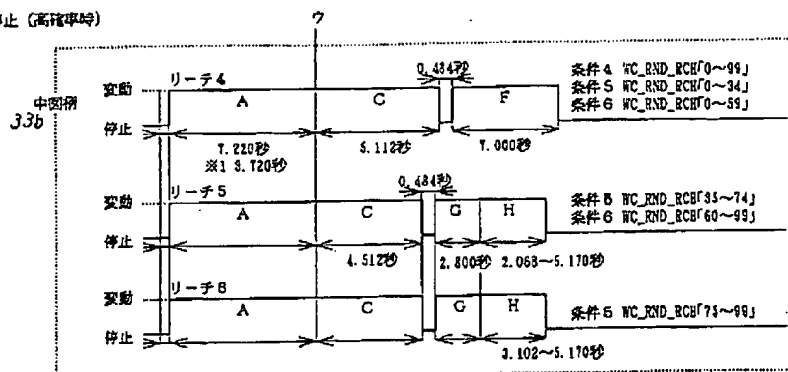 停止 (高確率時)
ウ
0.484秒
変動 リーチ4 A C F
条件4 WC_RND_RCH「0~99」
条件5 WC_RND_RCH「0~34」
条件6 WC_RND_RCH「0~59」
中図柄
33b
停止
7.220秒 5.112秒 7.000秒
※1 3.720秒
0.484秒
変動 リーチ5 A C G H
条件5 WC_RND_RCH「35~74」
条件6 WC_RND_RCH「60~99」
停止
4.512秒 2.800秒 2.068~5.170秒
変動 リーチ6 A C G H
条件5 WC_RND_RCH「75~99」
停止
3.102~5.170秒